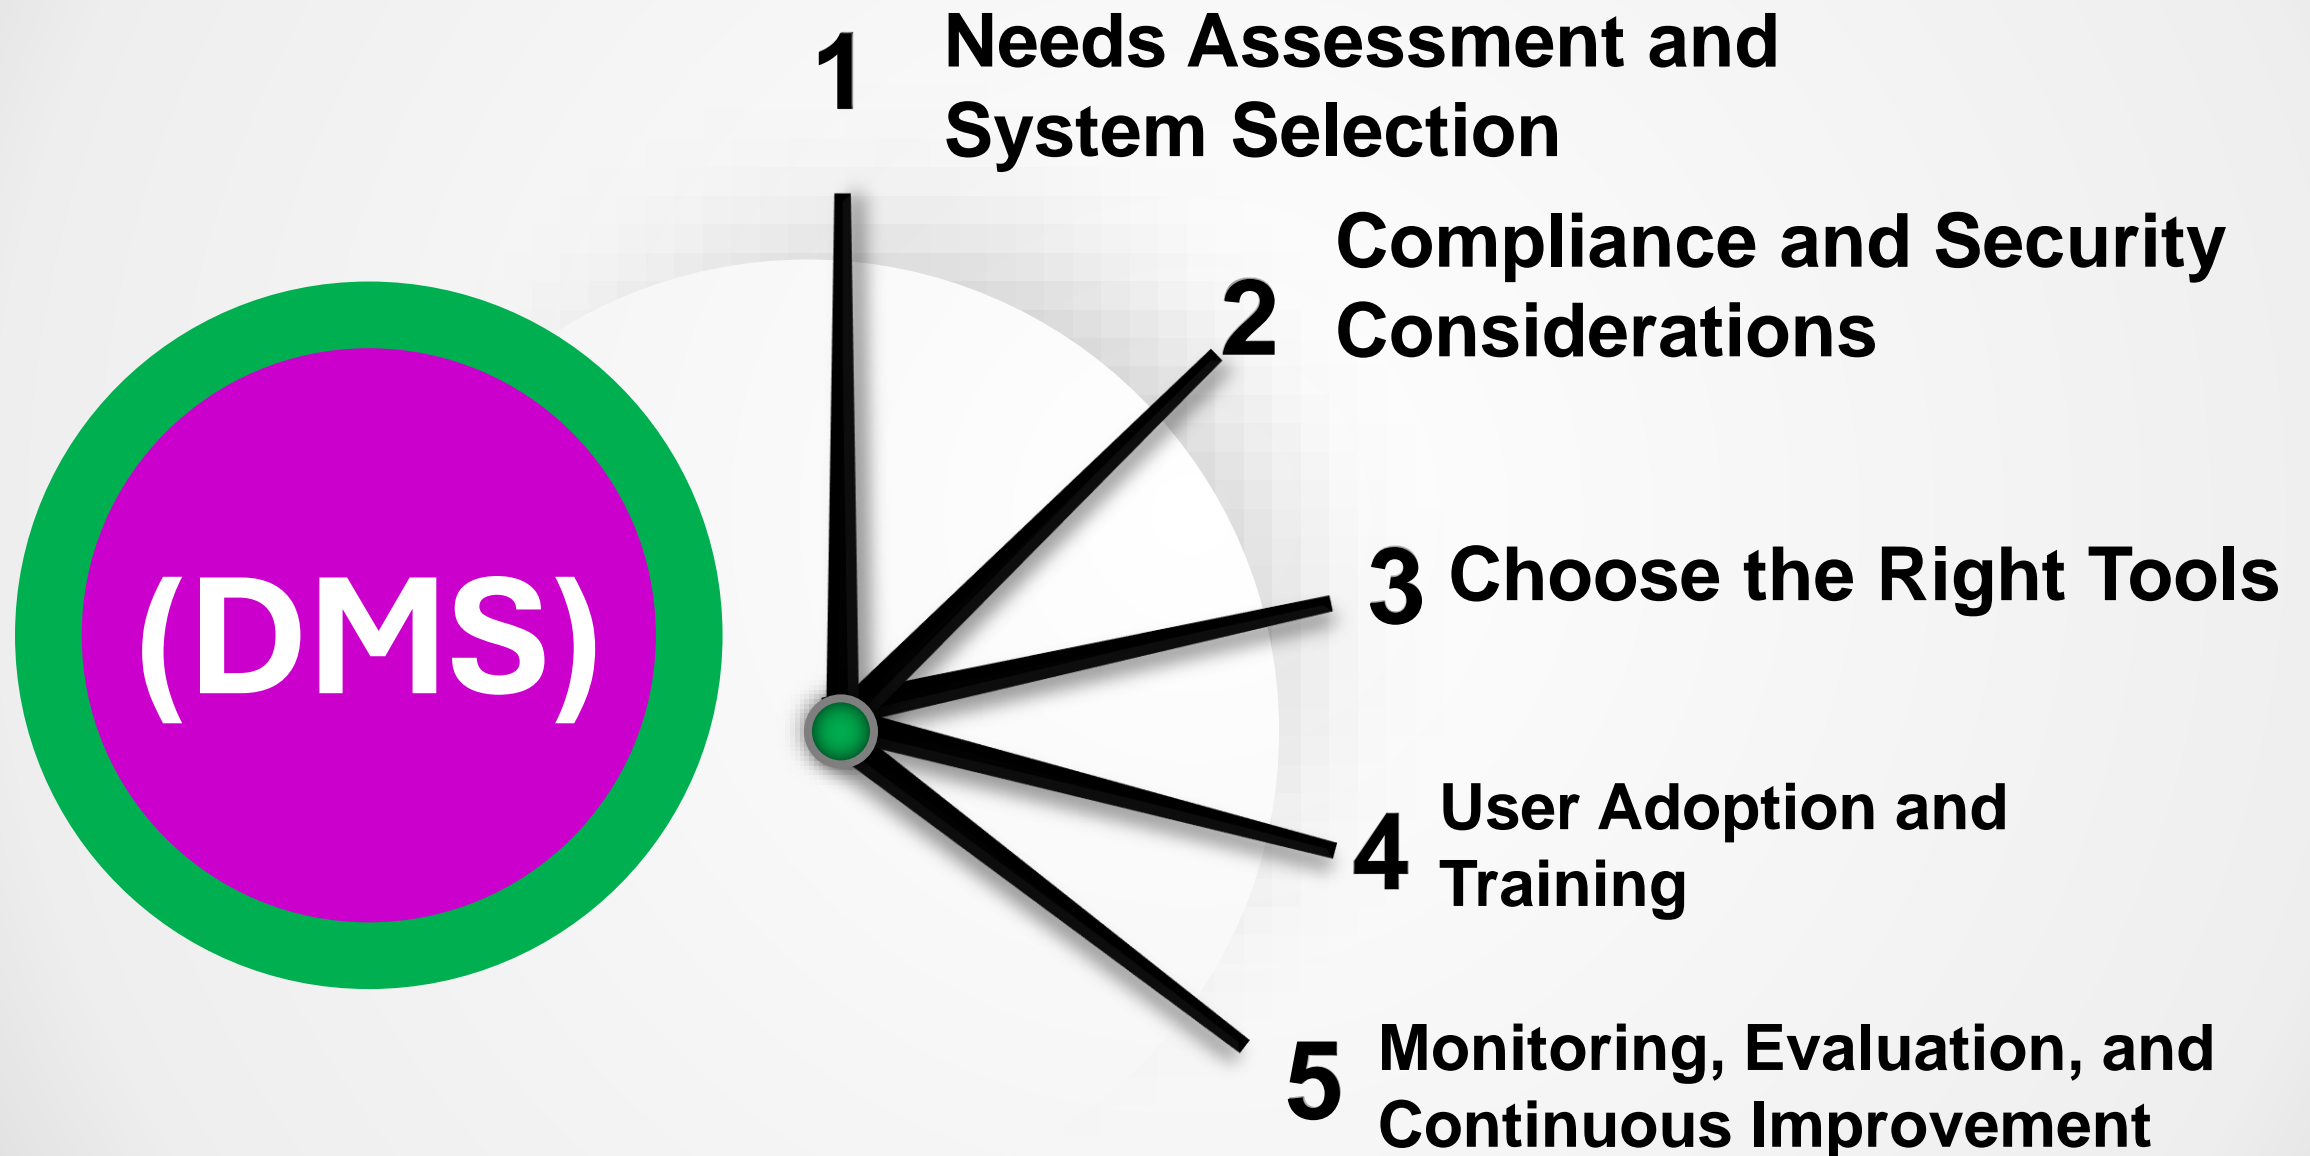 1
Needs Assessment and
System Selection
2
Compliance and Security
Considerations
3
Choose the Right Tools
(DMS)
4
User Adoption and
Training
5
Monitoring, Evaluation, and
Continuous Improvement